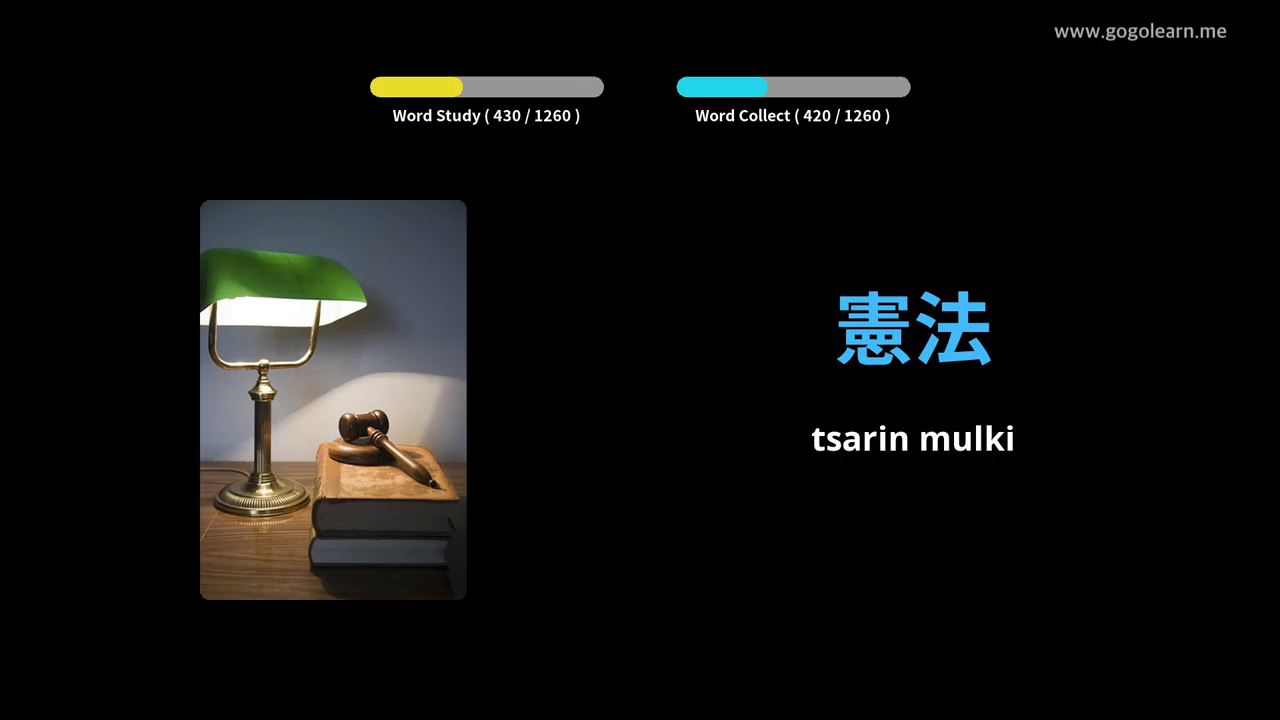 www.gogolearn.me
Word Study ( 430 / 1260 )
Word Collect ( 420 / 1260 )
憲法
tsarin mulki